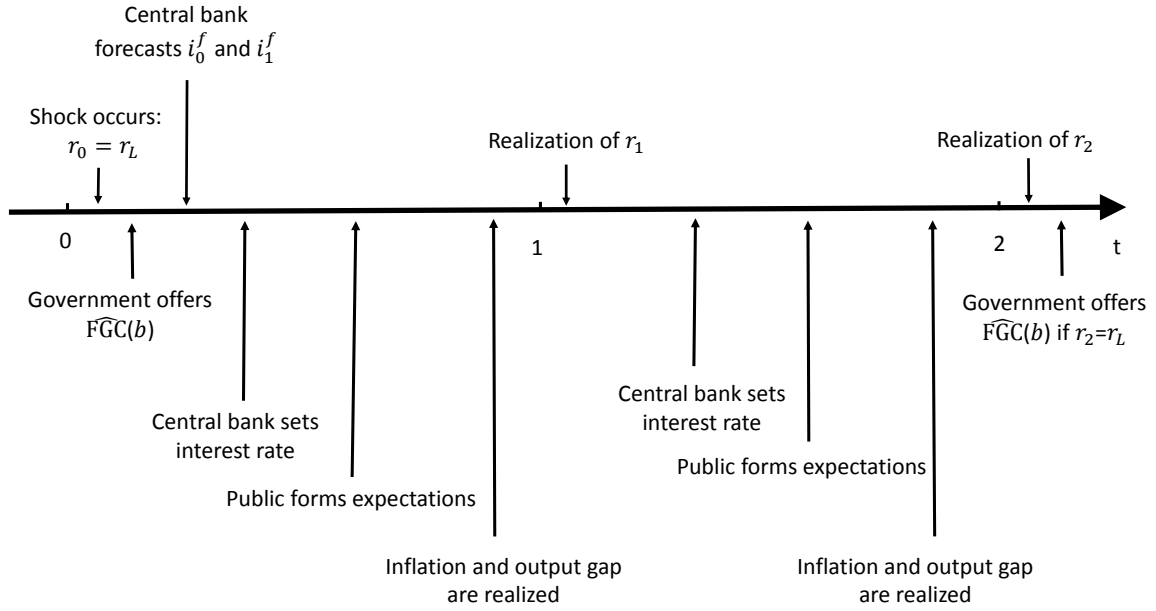 Central bank
forecasts $i_0^f$ and $i_1^f$
Shock occurs:
$r_0 = r_L$
Realization of $r_1$
Realization of $r_2$
0
1
2
t
Government offers
$\widehat{\text{FGC}}(b)$
Government offers
$\widehat{\text{FGC}}(b)$ if $r_2$=$r_L$
Central bank sets
interest rate
Central bank sets
interest rate
Public forms expectations
Public forms expectations
Inflation and output gap
are realized
Inflation and output gap
are realized